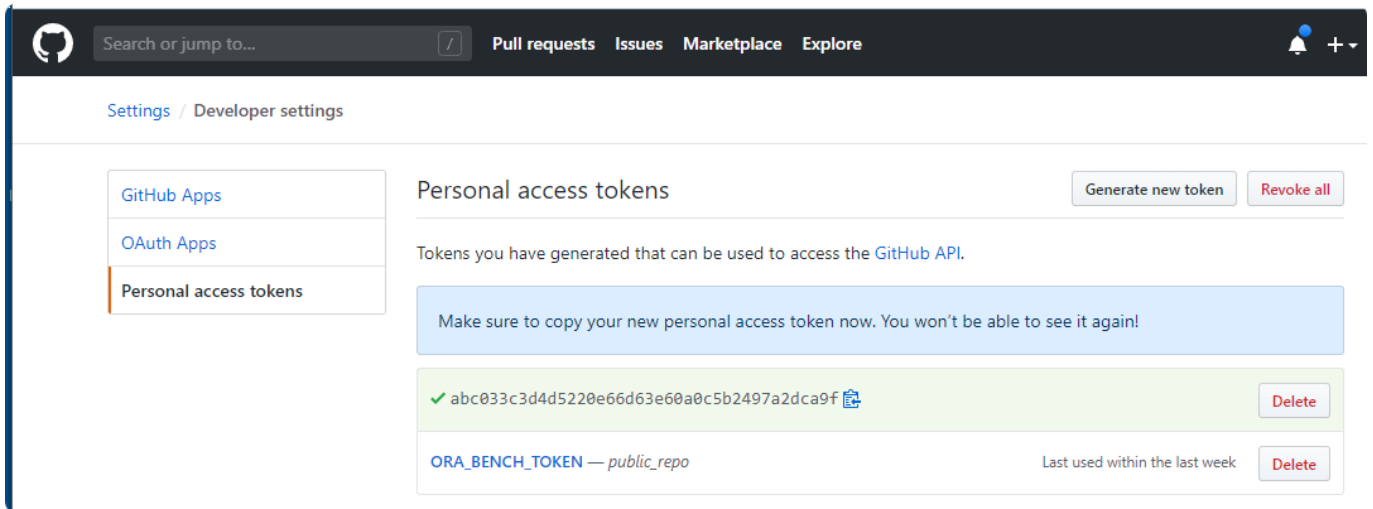 Search or jump to... / Pull requests Issues Marketplace Explore
Settings / Developer settings
GitHub Apps
OAuth Apps
Personal access tokens
Personal access tokens Generate new token Revoke all
Tokens you have generated that can be used to access the GitHub API.
Make sure to copy your new personal access token now. You won't be able to see it again!
abc033c3d4d5220e66d63e60a0c5b2497a2dca9f Delete
ORA_BENCH_TOKEN — public_repo Last used within the last week Delete